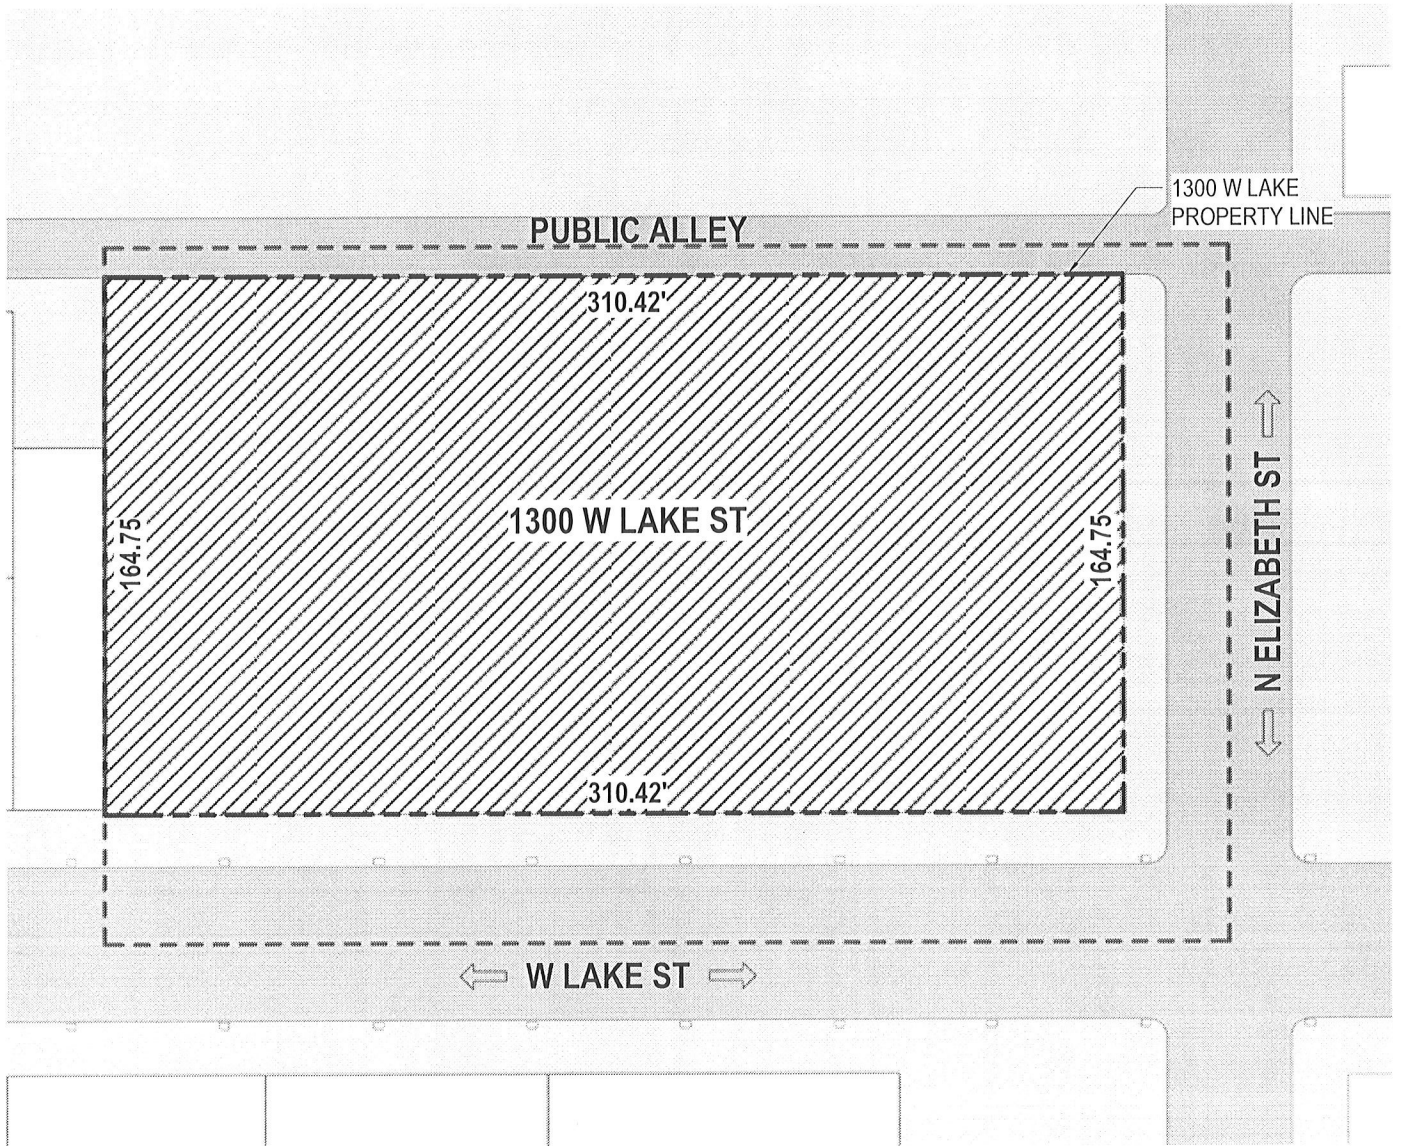 1300 W LAKE
PROPERTY LINE
PUBLIC ALLEY
310.42'
1300 W LAKE ST
164.75
164.75
N ELIZABETH ST
310.42'
W LAKE ST